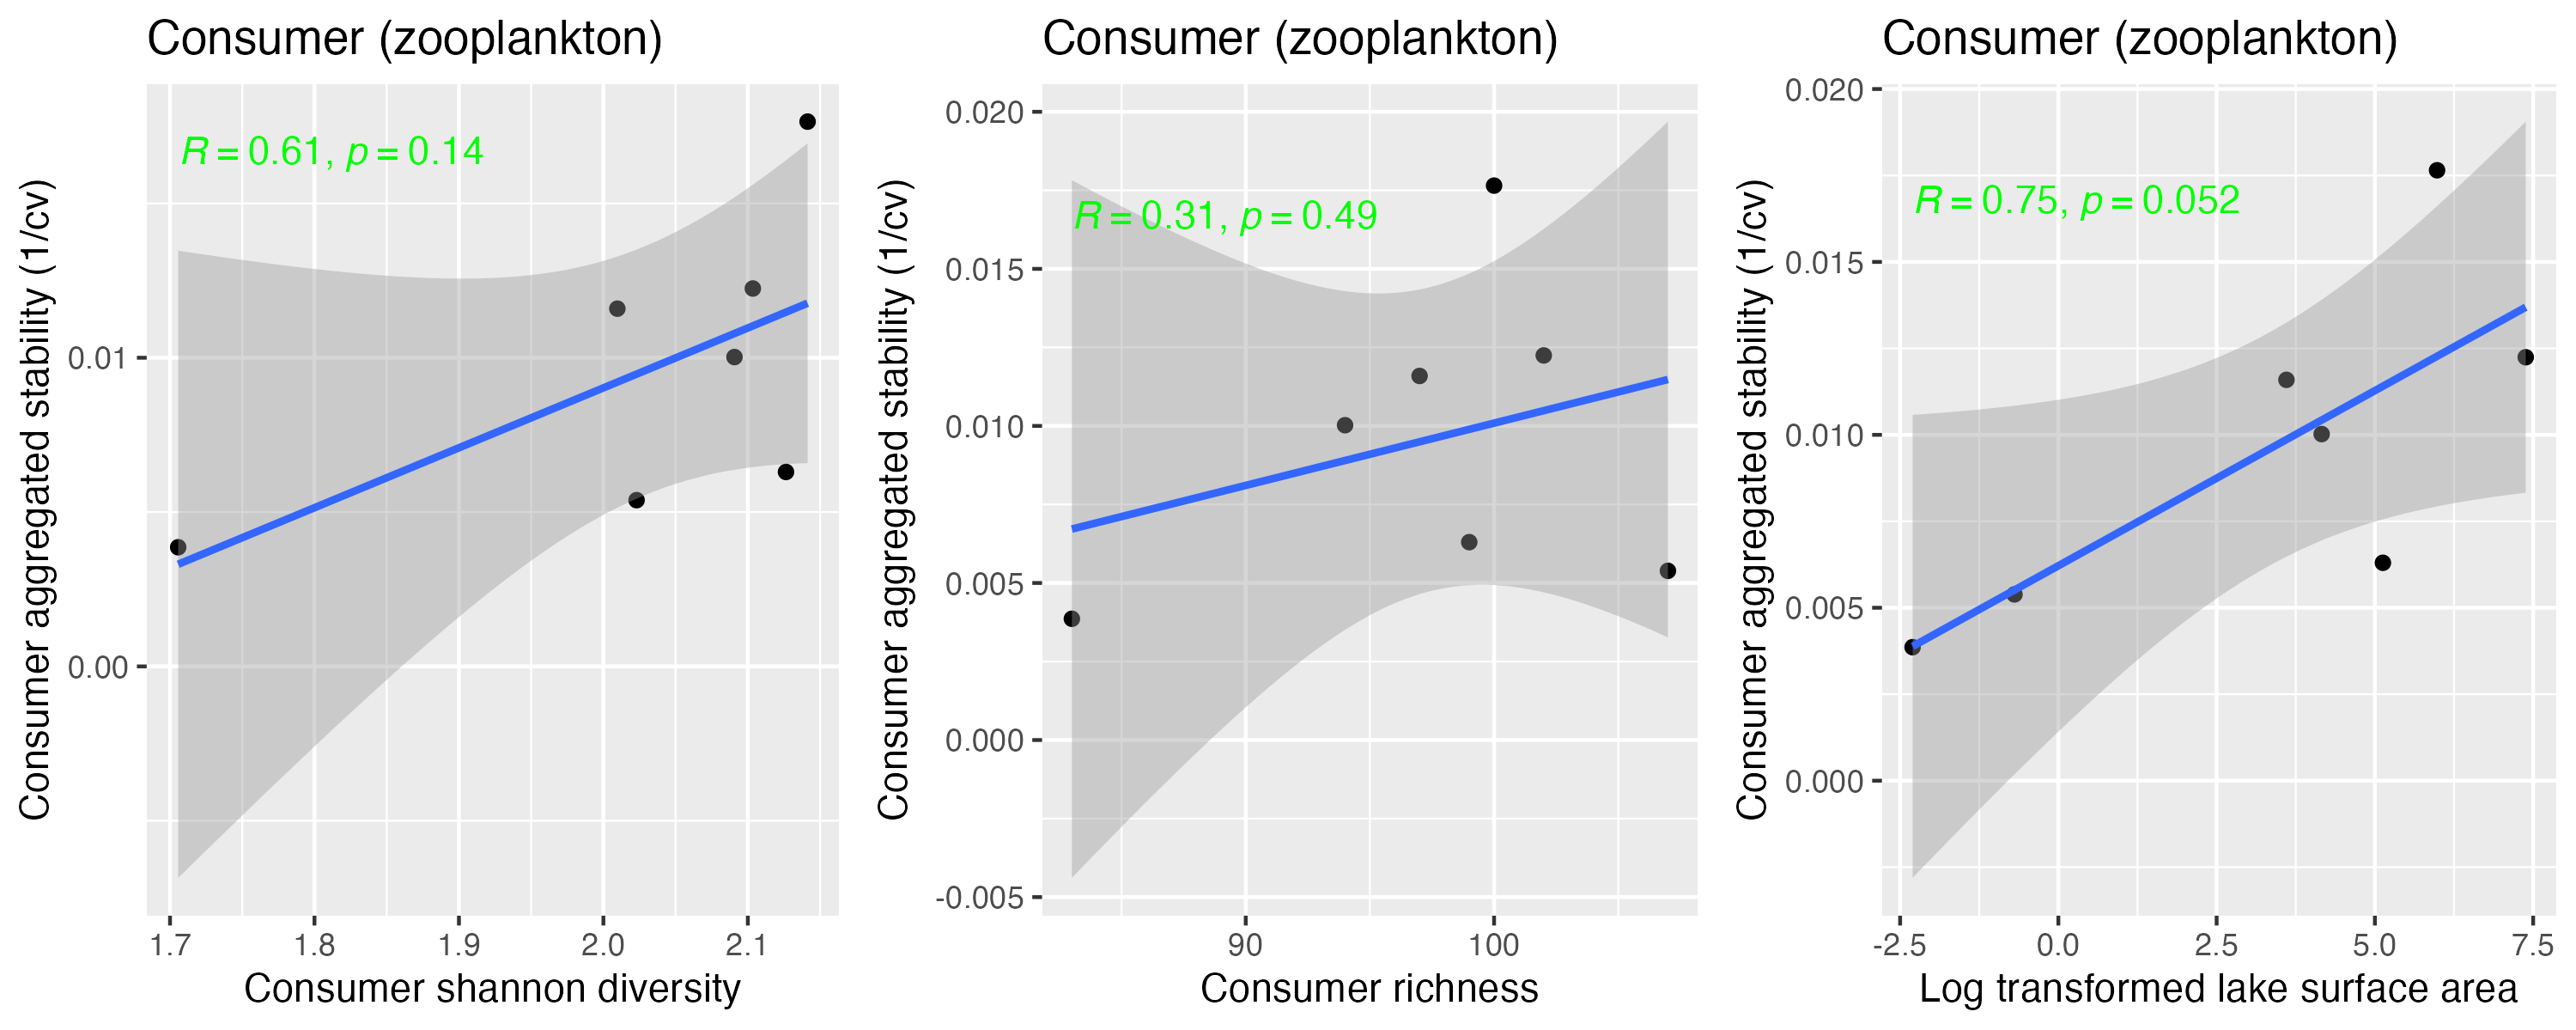 Consumer (zooplankton)
R = 0.61, p = 0.14
Consumer aggregated stability (1/cv)
0.01
0.00
1.7 1.8 1.9 2.0 2.1
Consumer shannon diversity
Consumer (zooplankton)
R = 0.31, p = 0.49
Consumer aggregated stability (1/cv)
0.020
0.015
0.010
0.005
0.000
-0.005
90 100
Consumer richness
Consumer (zooplankton)
R = 0.75, p = 0.052
Consumer aggregated stability (1/cv)
0.020
0.015
0.010
0.005
0.000
-2.5 0.0 2.5 5.0 7.5
Log transformed lake surface area